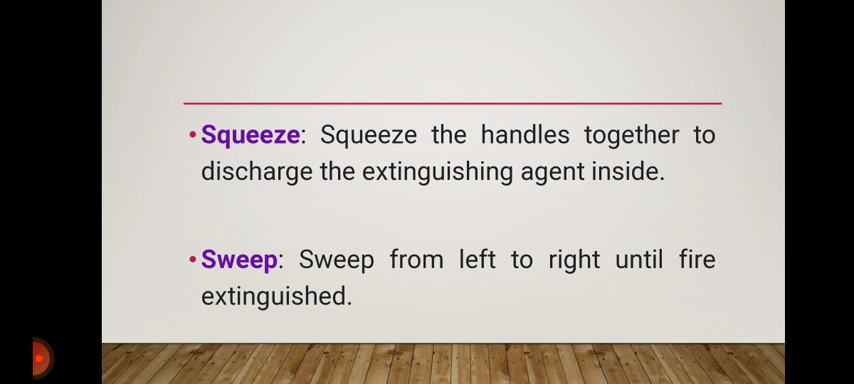 • Squeeze: Squeeze the handles together to
discharge the extinguishing agent inside.
• Sweep: Sweep from left to right until fire
extinguished.